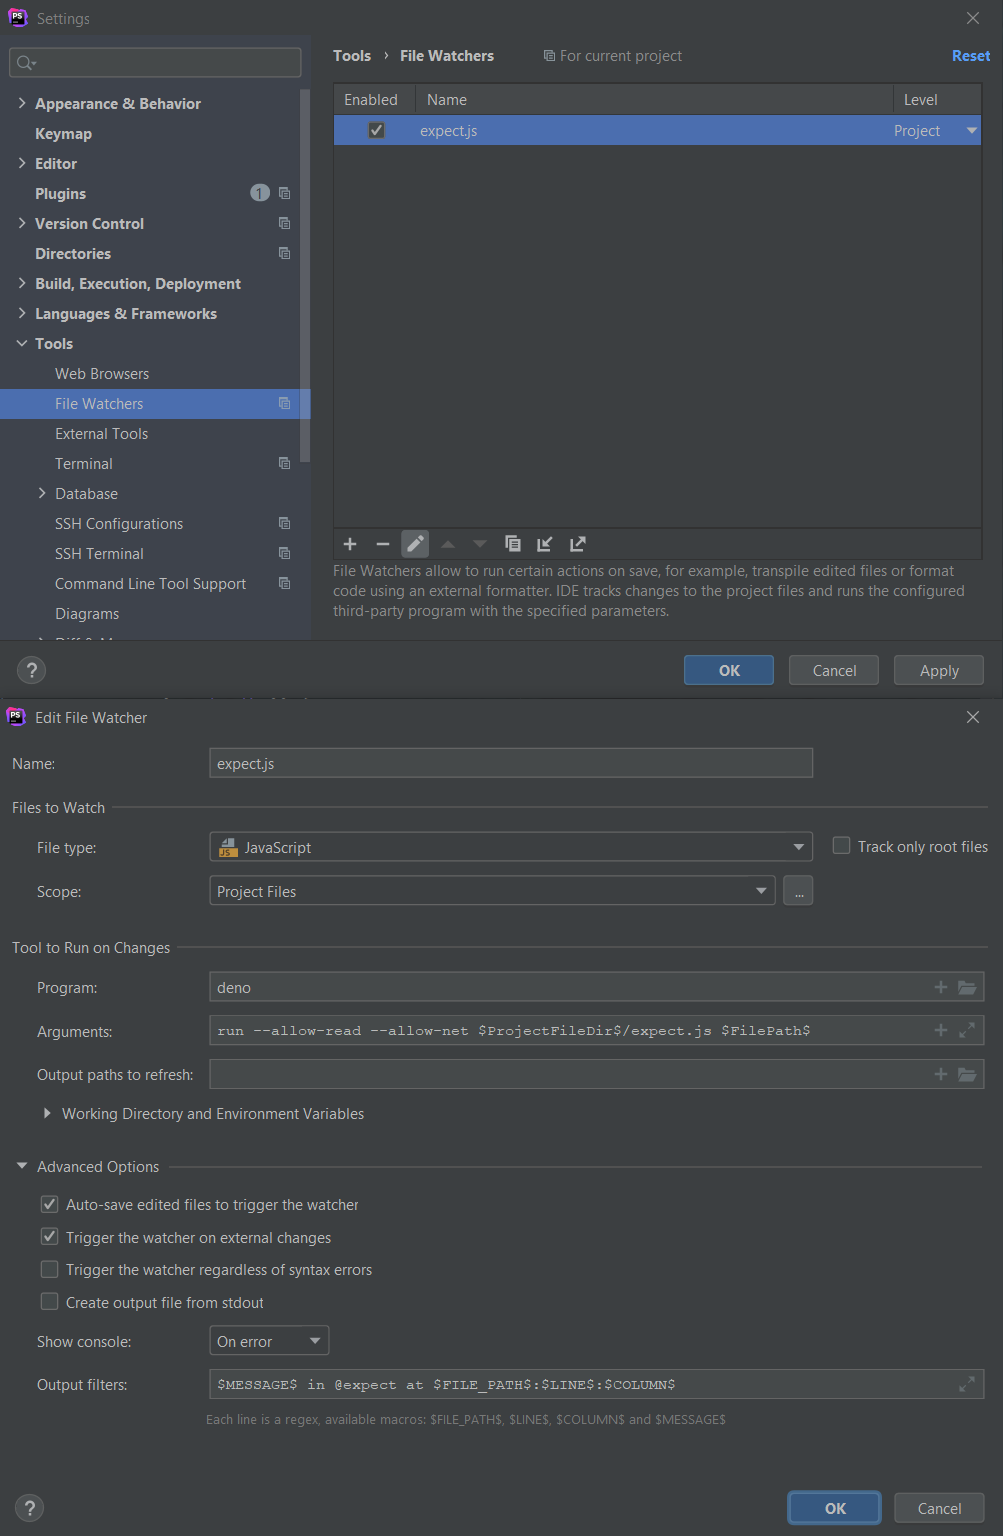 PS Settings
Tools › File Watchers For current project Reset
Appearance & Behavior
Keymap
Editor
Plugins 1
Version Control
Directories
Build, Execution, Deployment
Languages & Frameworks
Tools
Web Browsers
File Watchers
External Tools
Terminal
Database
SSH Configurations
SSH Terminal
Command Line Tool Support
Diagrams
Enabled Name Level
expect.js Project
File Watchers allow to run certain actions on save, for example, transpile edited files or format
code using an external formatter. IDE tracks changes to the project files and runs the configured
third-party program with the specified parameters.
? OK Cancel Apply
PS Edit File Watcher
Name: expect.js
Files to Watch
File type: JS JavaScript Track only root files
Scope: Project Files ...
Tool to Run on Changes
Program: deno
Arguments: run --allow-read --allow-net $ProjectFileDir$/expect.js $FilePath$
Output paths to refresh:
Working Directory and Environment Variables
Advanced Options
Auto-save edited files to trigger the watcher
Trigger the watcher on external changes
Trigger the watcher regardless of syntax errors
Create output file from stdout
Show console: On error
Output filters: $MESSAGE$ in @expect at $FILE_PATH$:$LINE$:$COLUMN$
Each line is a regex, available macros: $FILE_PATH$, $LINE$, $COLUMN$ and $MESSAGE$
? OK Cancel